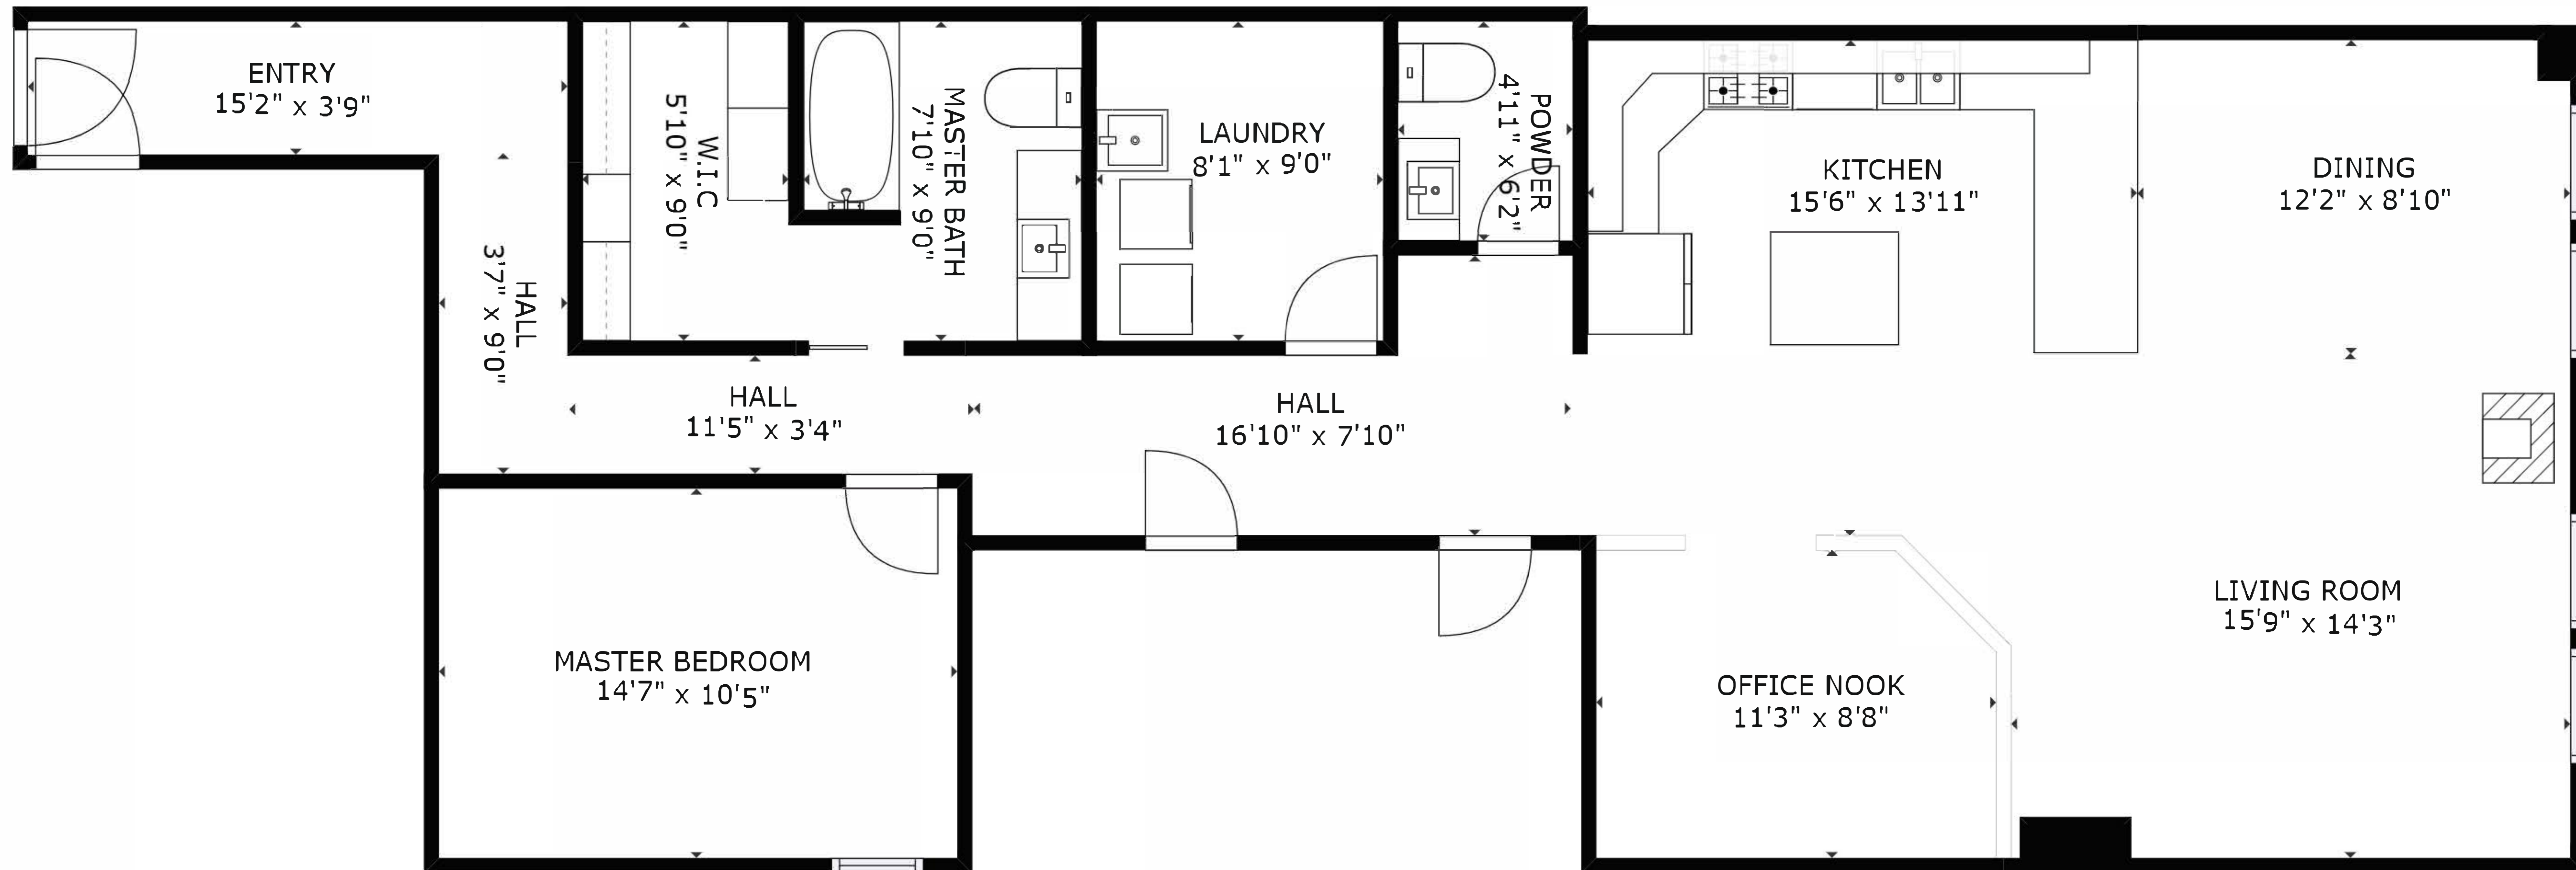 ENTRY
15'2" x 3'9"
HALL
3'7" x 9'0"
W.I.C
5'10" x 9'0"
MASTER BATH
7'10" x 9'0"
LAUNDRY
8'1" x 9'0"
POWDER
4'11" x 6'2"
KITCHEN
15'6" x 13'11"
DINING
12'2" x 8'10"
HALL
11'5" x 3'4"
HALL
16'10" x 7'10"
MASTER BEDROOM
14'7" x 10'5"
OFFICE NOOK
11'3" x 8'8"
LIVING ROOM
15'9" x 14'3"